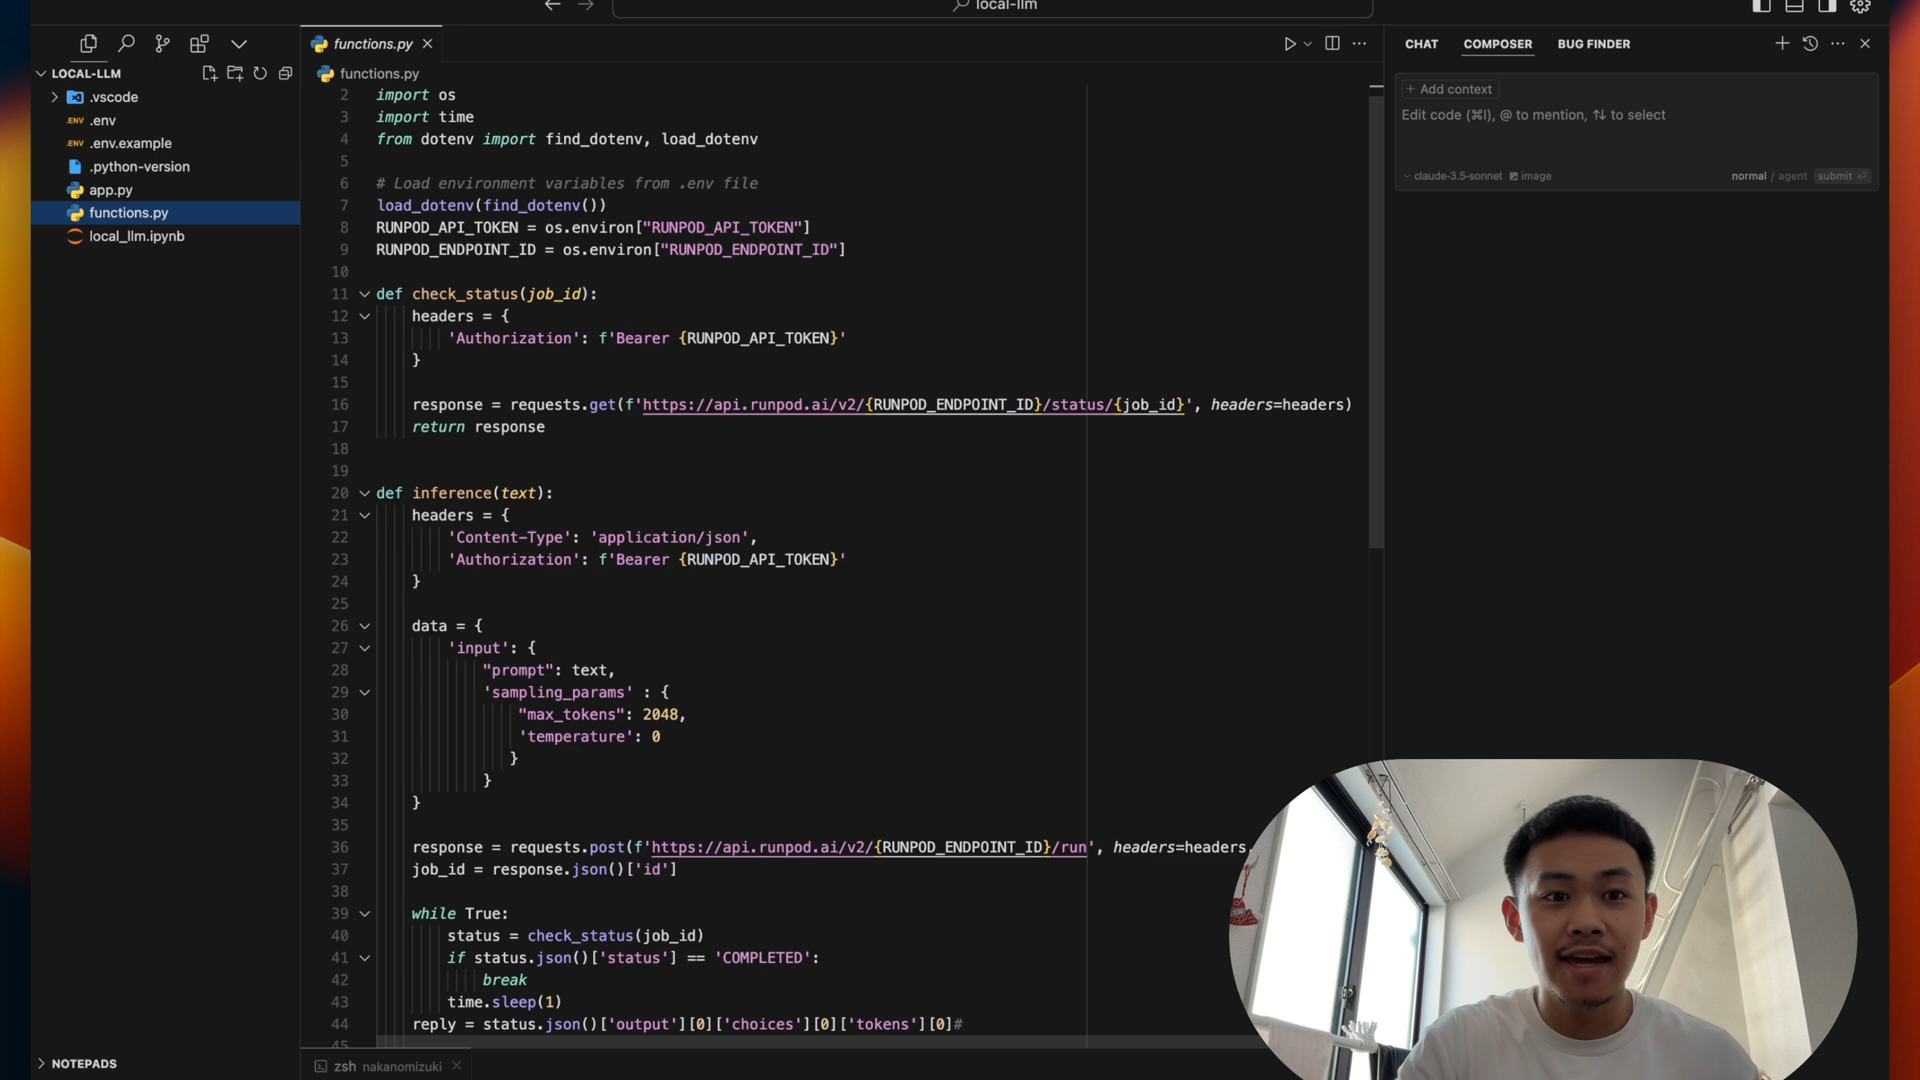 local-llm
functions.py
CHAT
COMPOSER
BUG FINDER
LOCAL-LLM
.vscode
.env
.env.example
.python-version
app.py
functions.py
local_llm.ipynb
NOTEPADS
functions.py
2 import os
3 import time
4 from dotenv import find_dotenv, load_dotenv
5
6 # Load environment variables from .env file
7 load_dotenv(find_dotenv())
8 RUNPOD_API_TOKEN = os.environ["RUNPOD_API_TOKEN"]
9 RUNPOD_ENDPOINT_ID = os.environ["RUNPOD_ENDPOINT_ID"]
10
11 def check_status(job_id):
12 headers = {
13 'Authorization': f'Bearer {RUNPOD_API_TOKEN}'
14 }
15
16 response = requests.get(f'https://api.runpod.ai/v2/{RUNPOD_ENDPOINT_ID}/status/{job_id}', headers=headers)
17 return response
18
19
20 def inference(text):
21 headers = {
22 'Content-Type': 'application/json',
23 'Authorization': f'Bearer {RUNPOD_API_TOKEN}'
24 }
25
26 data = {
27 'input': {
28 "prompt": text,
29 'sampling_params' : {
30 "max_tokens": 2048,
31 'temperature': 0
32 }
33 }
34 }
35
36 response = requests.post(f'https://api.runpod.ai/v2/{RUNPOD_ENDPOINT_ID}/run', headers=headers,
37 job_id = response.json()['id']
38
39 while True:
40 status = check_status(job_id)
41 if status.json()['status'] == 'COMPLETED':
42 break
43 time.sleep(1)
44 reply = status.json()['output'][0]['choices'][0]['tokens'][0]#
45
zsh nakanomizuki
+ Add context
Edit code (⌘I), @ to mention, ⇅ to select
claude-3.5-sonnet image
normal / agent submit
.ENV
.ENV